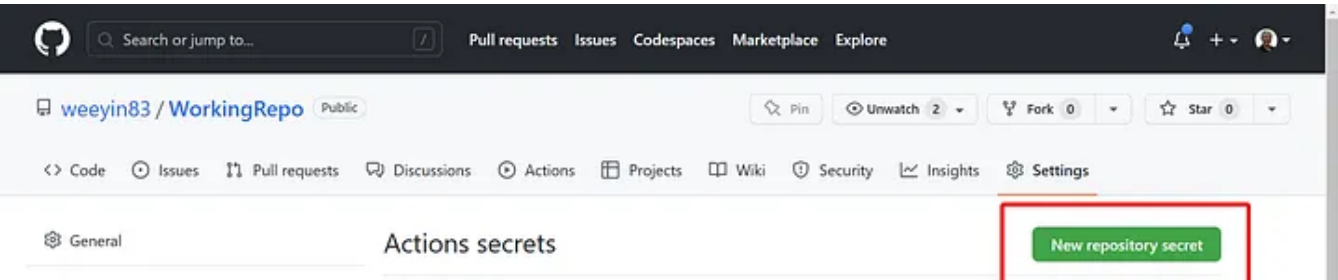 Search or jump to... / Pull requests Issues Codespaces Marketplace Explore
weeyin83 / WorkingRepo Public Pin Unwatch 2 Fork 0 Star 0
Code Issues Pull requests Discussions Actions Projects Wiki Security Insights Settings
General Actions secrets New repository secret